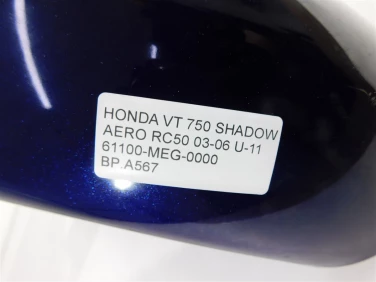 HONDA VT 750 SHADOW
AERO RC50 03-06 U-11
61100-MEG-0000
BP.A567